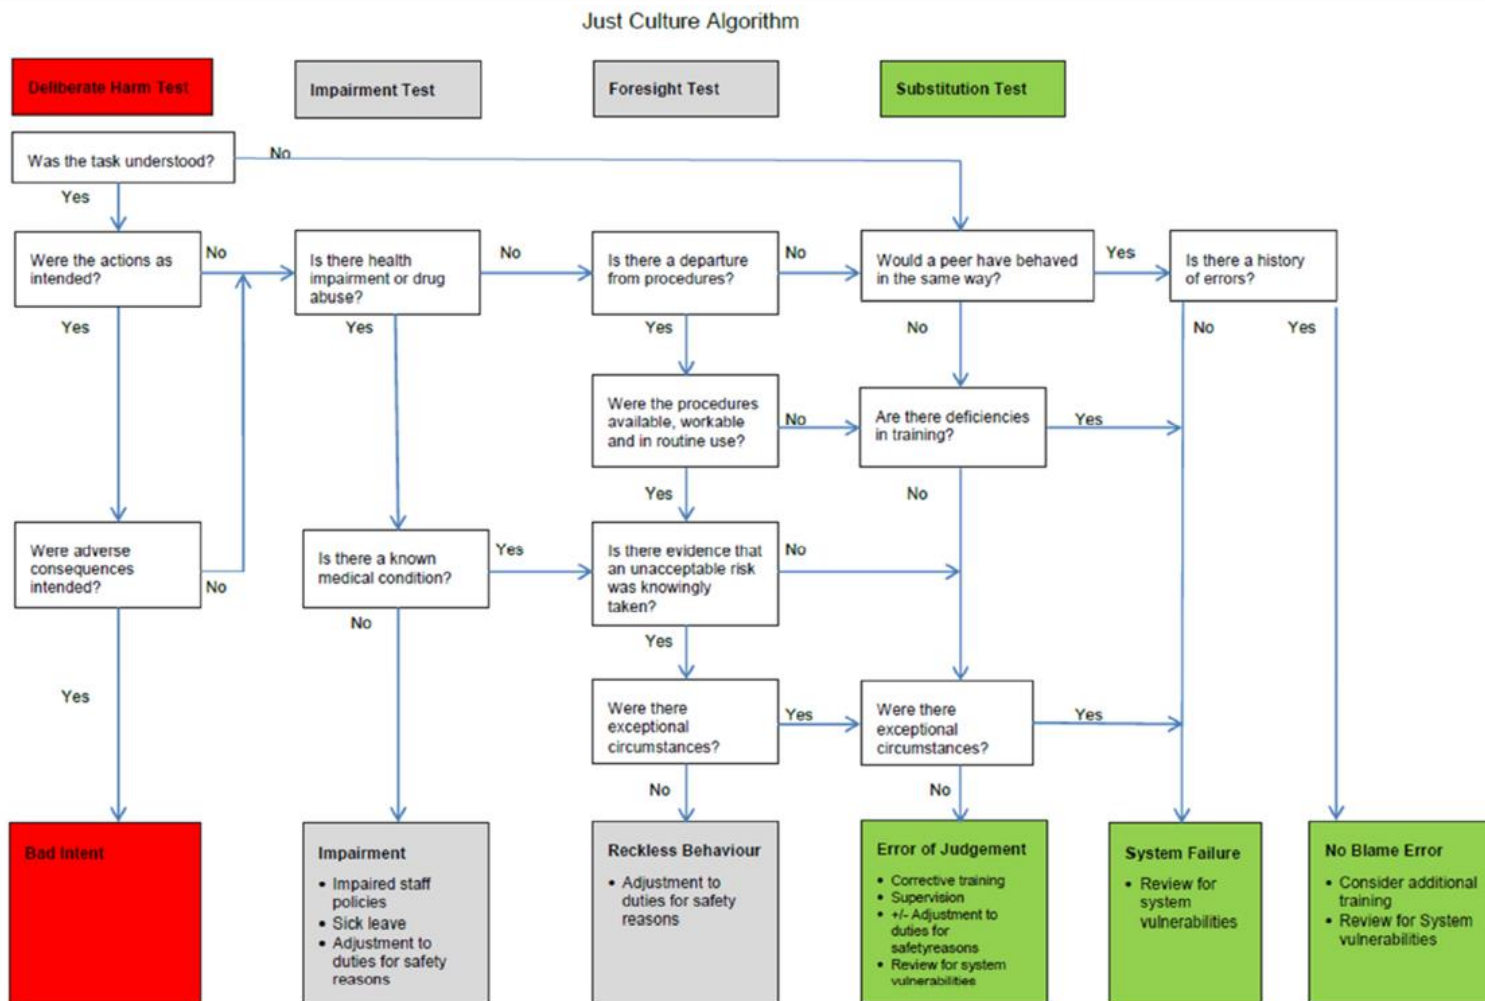 Just Culture Algorithm
Deliberate Harm Test
Impairment Test
Foresight Test
Substitution Test
Was the task understood?
No
Yes
Were the actions as
intended?
No
Yes
Is there health
impairment or drug
abuse?
No
Yes
Is there a departure
from procedures?
No
Yes
Would a peer have behaved
in the same way?
Yes
No
Is there a history
of errors?
No
Yes
Were the procedures
available, workable
and in routine use?
No
Yes
Are there deficiencies
in training?
Yes
No
Were adverse
consequences
intended?
No
Yes
Is there a known
medical condition?
Yes
No
Is there evidence that
an unacceptable risk
was knowingly
taken?
No
Yes
Were there
exceptional
circumstances?
Yes
No
Were there
exceptional
circumstances?
Yes
No
Bad Intent
Impairment
• Impaired staff
policies
• Sick leave
• Adjustment to
duties for safety
reasons
Reckless Behaviour
• Adjustment to
duties for safety
reasons
Error of Judgement
• Corrective training
• Supervision
• +/- Adjustment to
duties for
safetyreasons
• Review for system
vulnerabilities
System Failure
• Review for
system
vulnerabilities
No Blame Error
• Consider additional
training
• Review for System
vulnerabilities